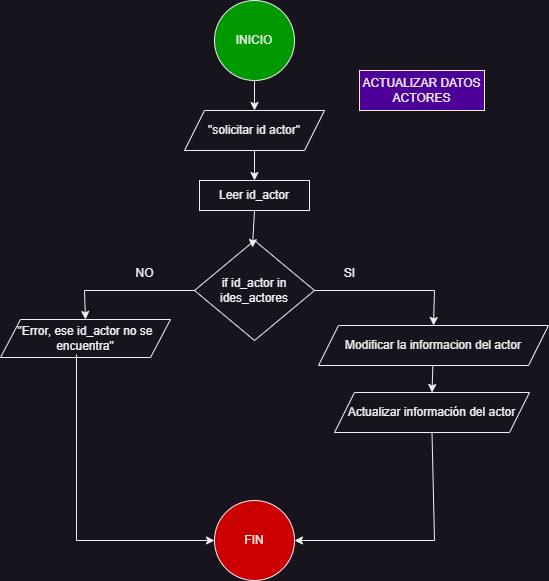 INICIO
ACTUALIZAR DATOS
ACTORES
"solicitar id actor"
Leer id_actor
if id_actor in
ides_actores
NO
SI
"Error, ese id_actor no se
encuentra"
Modificar la informacion del actor
Actualizar información del actor
FIN